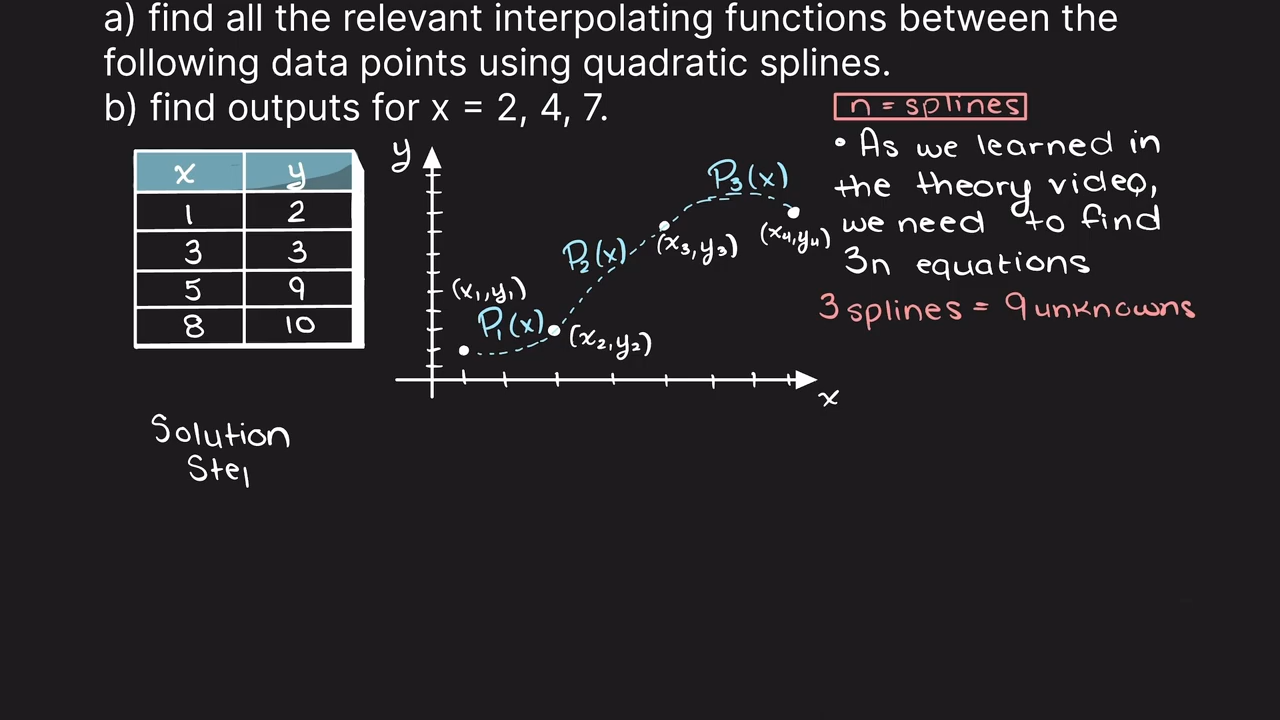 a) find all the relevant interpolating functions between the
following data points using quadratic splines.
b) find outputs for x = 2, 4, 7.
n = splines
• As we learned in
the theory video,
we need to find
3n equations
3 splines = 9 unknowns
x y
1 2
3 3
5 9
8 10
y
P₃(x)
P₂(x)
(x₃,y₃)
(x₄,y₄)
(x₁,y₁)
P₁(x)
(x₂,y₂)
x
Solution